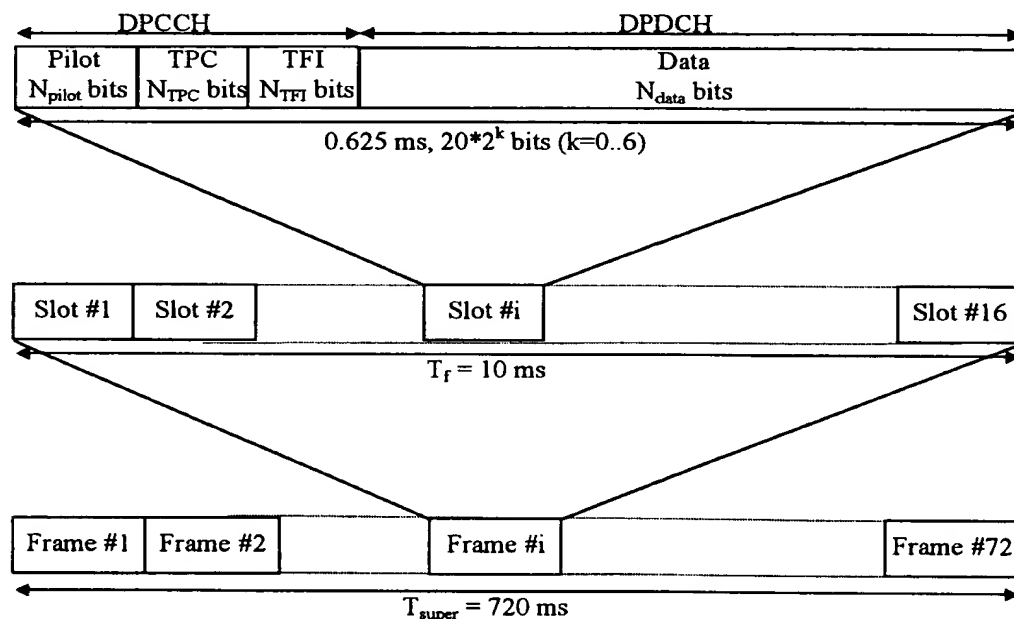 DPCCH DPDCH
Pilot TPC TFI Data
N_pilot bits N_TPC bits N_TFI bits N_data bits
0.625 ms, 20*2^k bits (k=0..6)
Slot #1 Slot #2 Slot #i Slot #16
T_f = 10 ms
Frame #1 Frame #2 Frame #i Frame #72
T_super = 720 ms